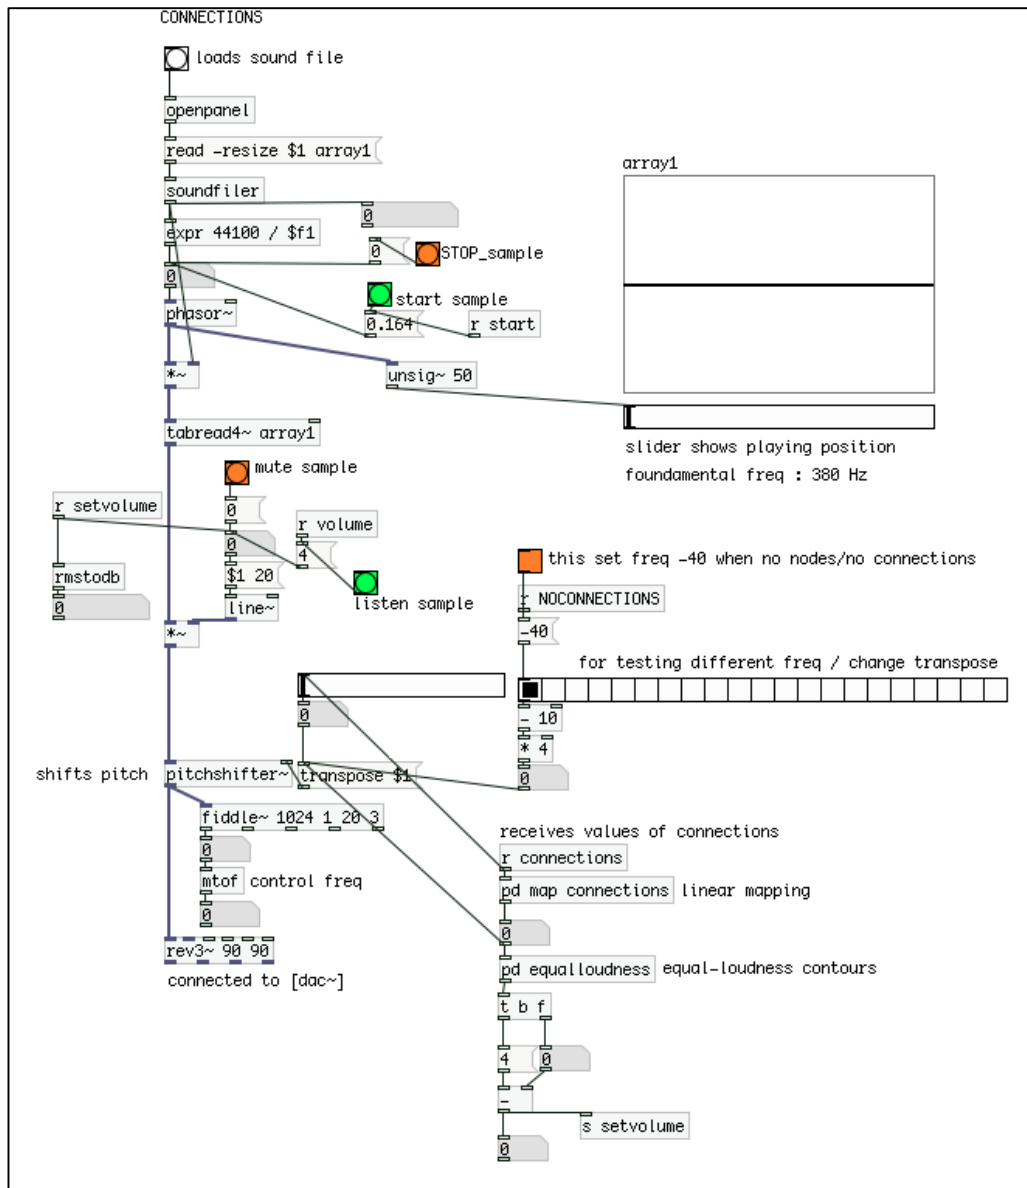 CONNECTIONS
loads sound file
openpanel
read -resize $1 array1
array1
soundfiler
0
expr 44100 / $f1
0
STOP_sample
0
start sample
phasor~
0.164
r start
*~
unsig~ 50
tabread4~ array1
slider shows playing position
mute sample
foundamental freq : 380 Hz
r setvolume
0
r volume
0
4
this set freq -40 when no nodes/no connections
rmstodb
$1 20
r NOCONNECTIONS
0
line~
listen sample
*~
-40
for testing different freq / change transpose
0
- 10
* 4
shifts pitch
pitchshifter~
transpose $1
0
fiddle~ 1024 1 20 3
receives values of connections
0
r connections
mtof
control freq
pd map connections
linear mapping
0
0
rev3~ 90 90
pd equalloudness
equal-loudness contours
connected to [dac~]
t b f
4
0
-
s setvolume
0